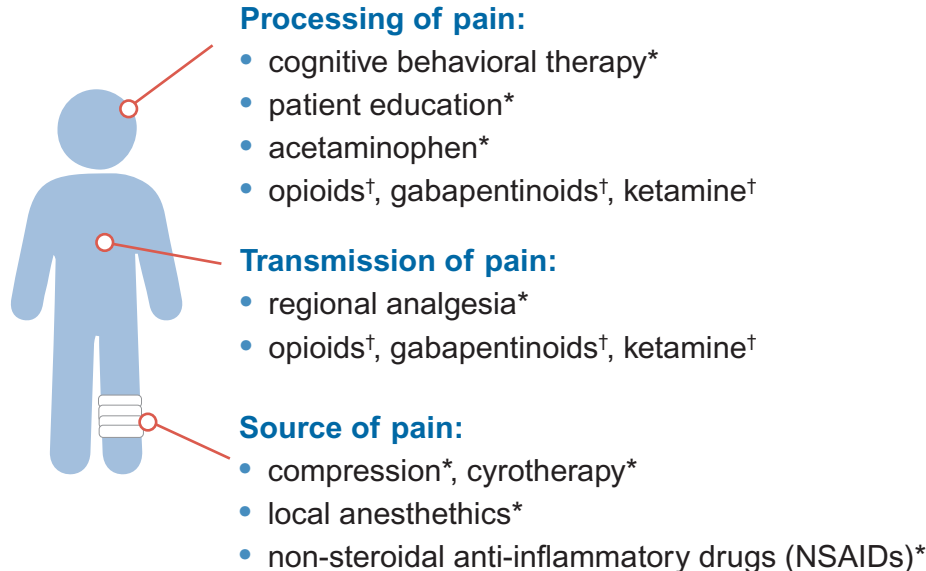 Processing of pain:
• cognitive behavioral therapy*
• patient education*
• acetaminophen*
• opioids†, gabapentinoids†, ketamine†
Transmission of pain:
• regional analgesia*
• opioids†, gabapentinoids†, ketamine†
Source of pain:
• compression*, cyrotherapy*
• local anesthethics*
• non-steroidal anti-inflammatory drugs (NSAIDs)*